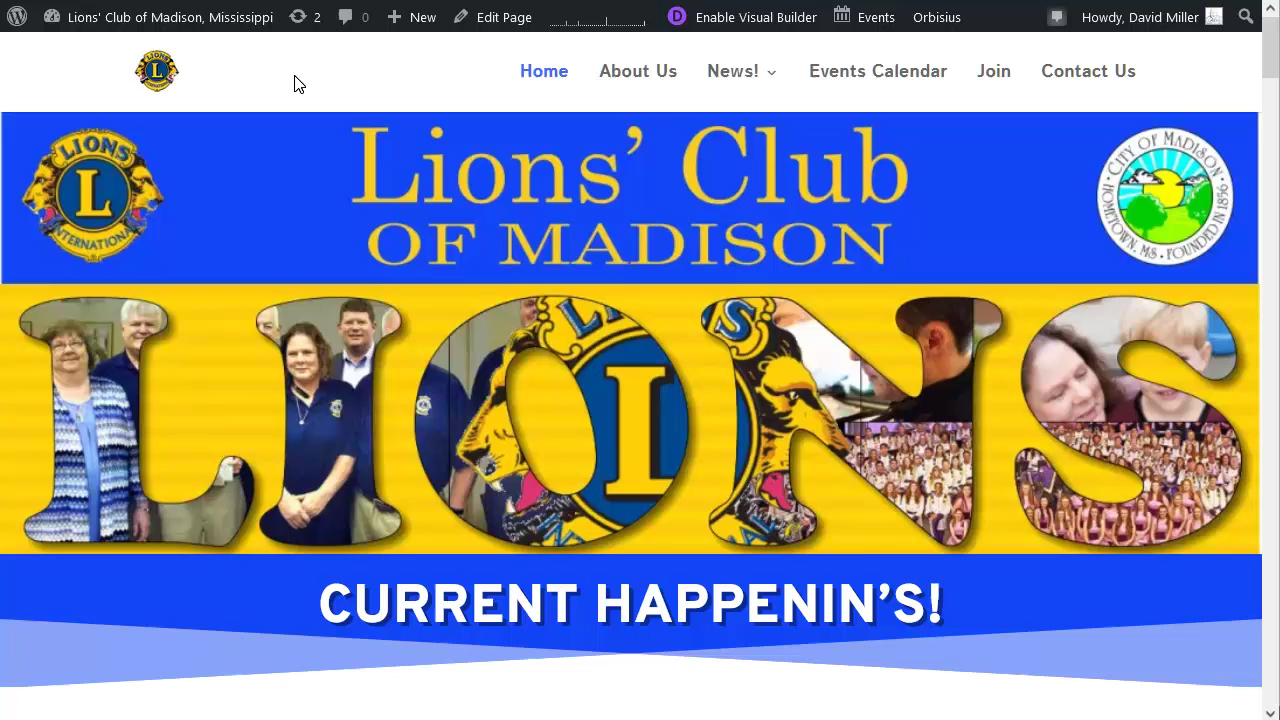 Lions' Club of Madison, Mississippi 2 0 New Edit Page Enable Visual Builder Events Orbisius Howdy, David Miller
LIONS L Home About Us News! Events Calendar Join Contact Us
LIONS L INTERNATIONAL
Lions’ Club
OF MADISON
CITY OF MADISON
HOMETOWN, MS • FOUNDED IN 1856
LIONS
CURRENT HAPPENIN’S!